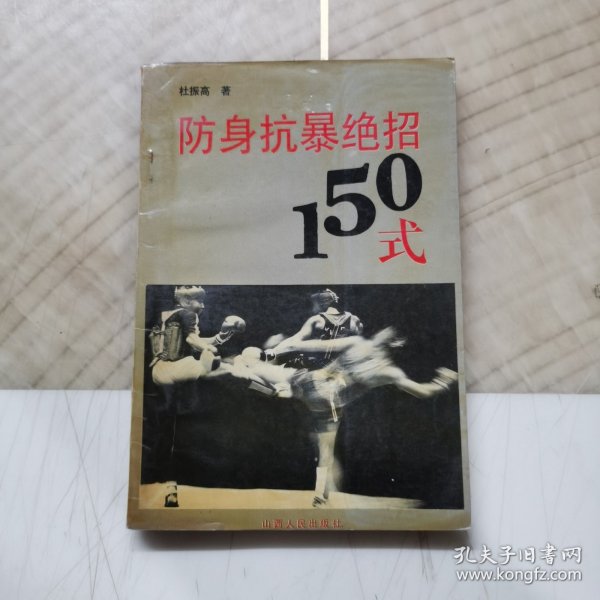 杜振高 著
防身抗暴绝招
150
式
山西人民出版社
孔夫子旧书网
www.kongfz.com